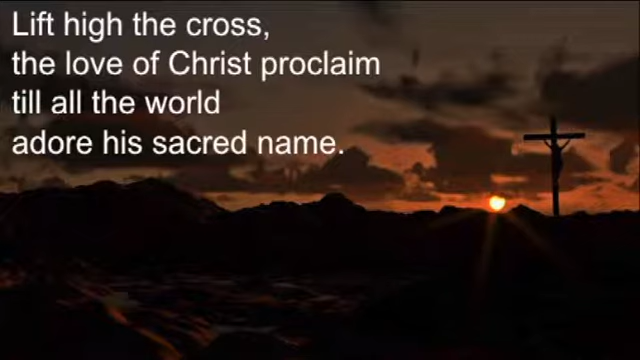 Lift high the cross,
the love of Christ proclaim
till all the world
adore his sacred name.